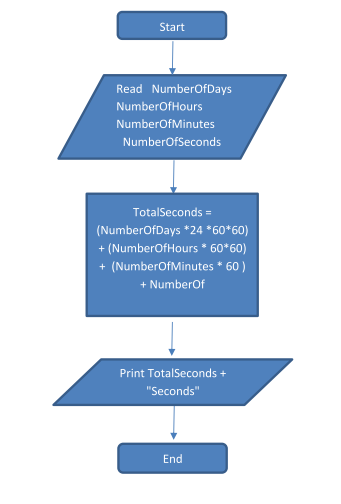 Start
Read NumberOfDays
NumberOfHours
NumberOfMinutes
NumberOfSeconds
TotalSeconds =
(NumberOfDays *24 *60*60)
+ (NumberOfHours * 60*60)
+ (NumberOfMinutes * 60 )
+ NumberOf
Print TotalSeconds +
"Seconds"
End